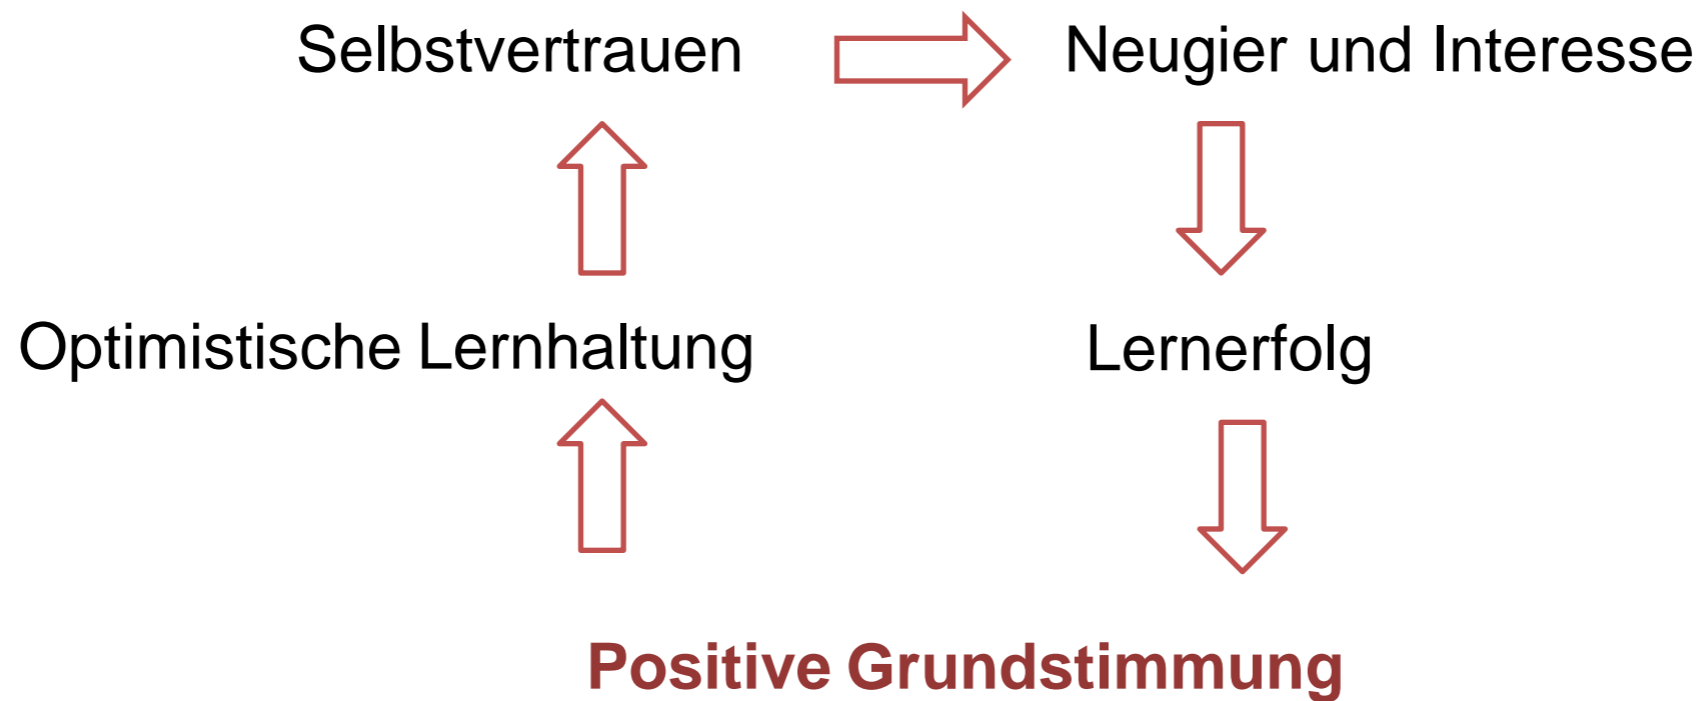 Selbstvertrauen
Neugier und Interesse
Optimistische Lernhaltung
Lernerfolg
Positive Grundstimmung